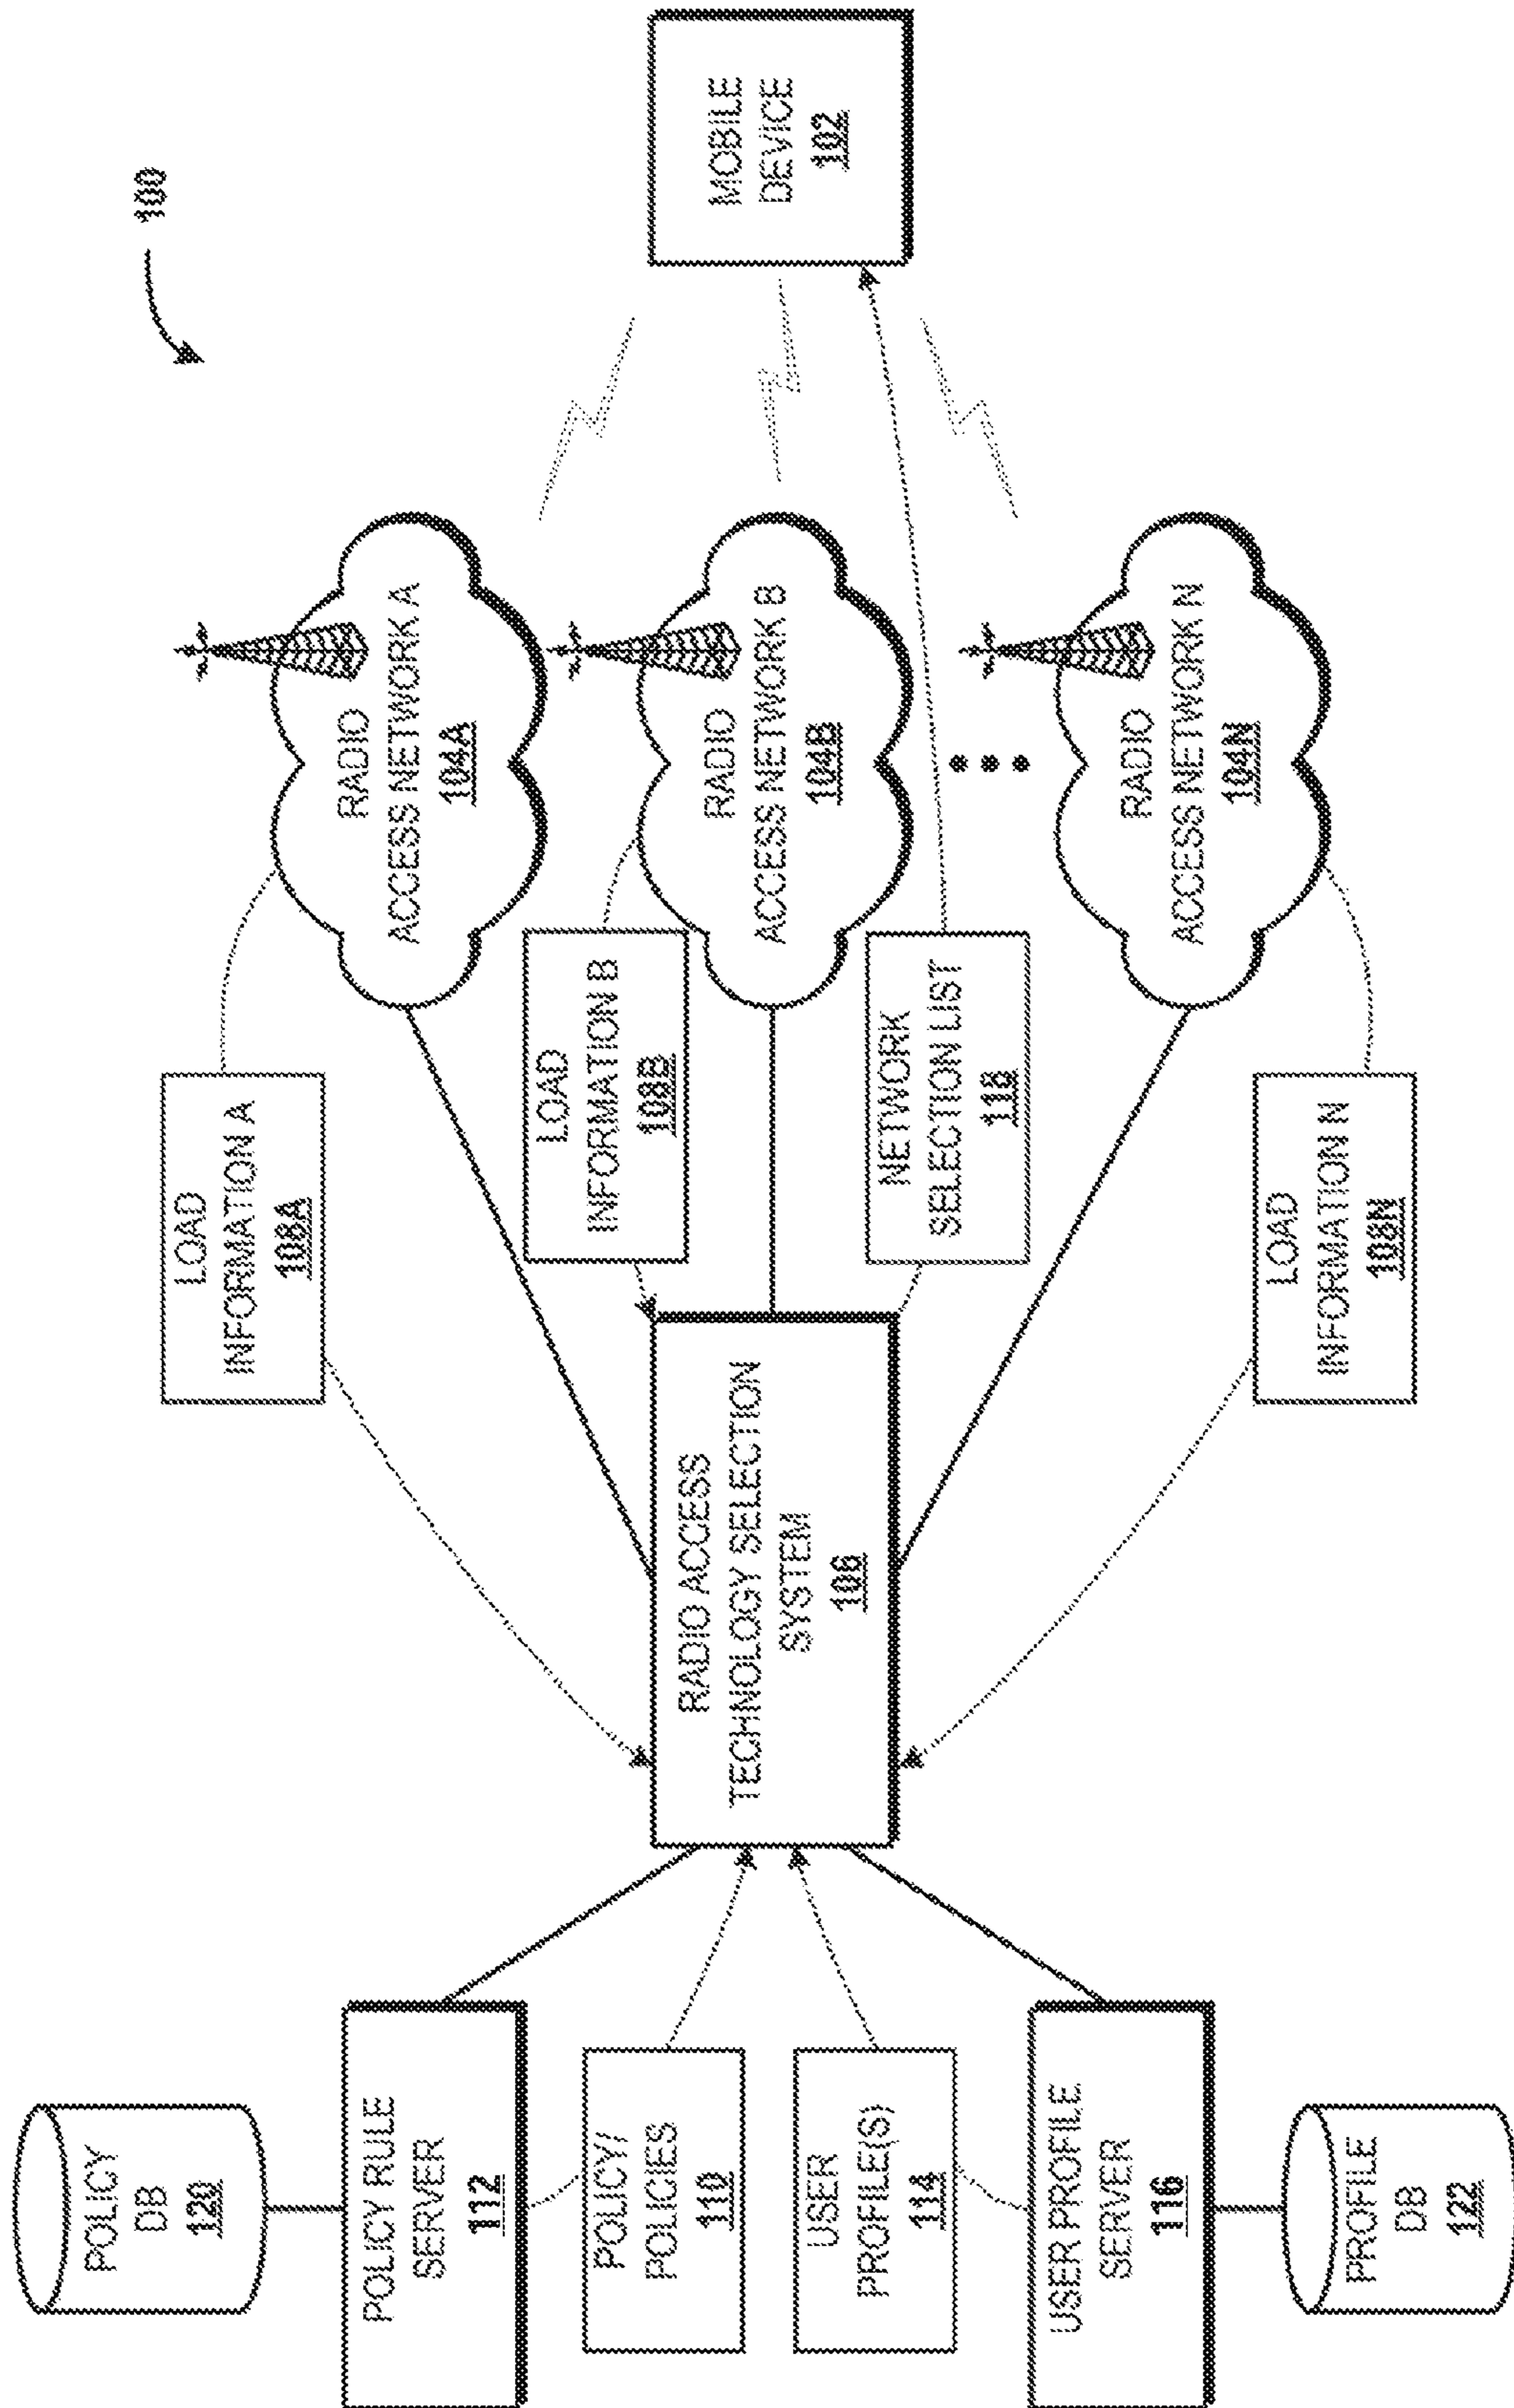 100
POLICY
DB
120
POLICY RULE
SERVER
112
POLICY/
POLICIES
110
USER
PROFILE(S)
114
USER PROFILE
SERVER
116
PROFILE
DB
122
RADIO ACCESS
TECHNOLOGY SELECTION
SYSTEM
106
LOAD
INFORMATION A
108A
LOAD
INFORMATION B
108B
NETWORK
SELECTION LIST
118
LOAD
INFORMATION N
108N
RADIO
ACCESS NETWORK A
104A
RADIO
ACCESS NETWORK B
104B
RADIO
ACCESS NETWORK N
104N
MOBILE
DEVICE
102